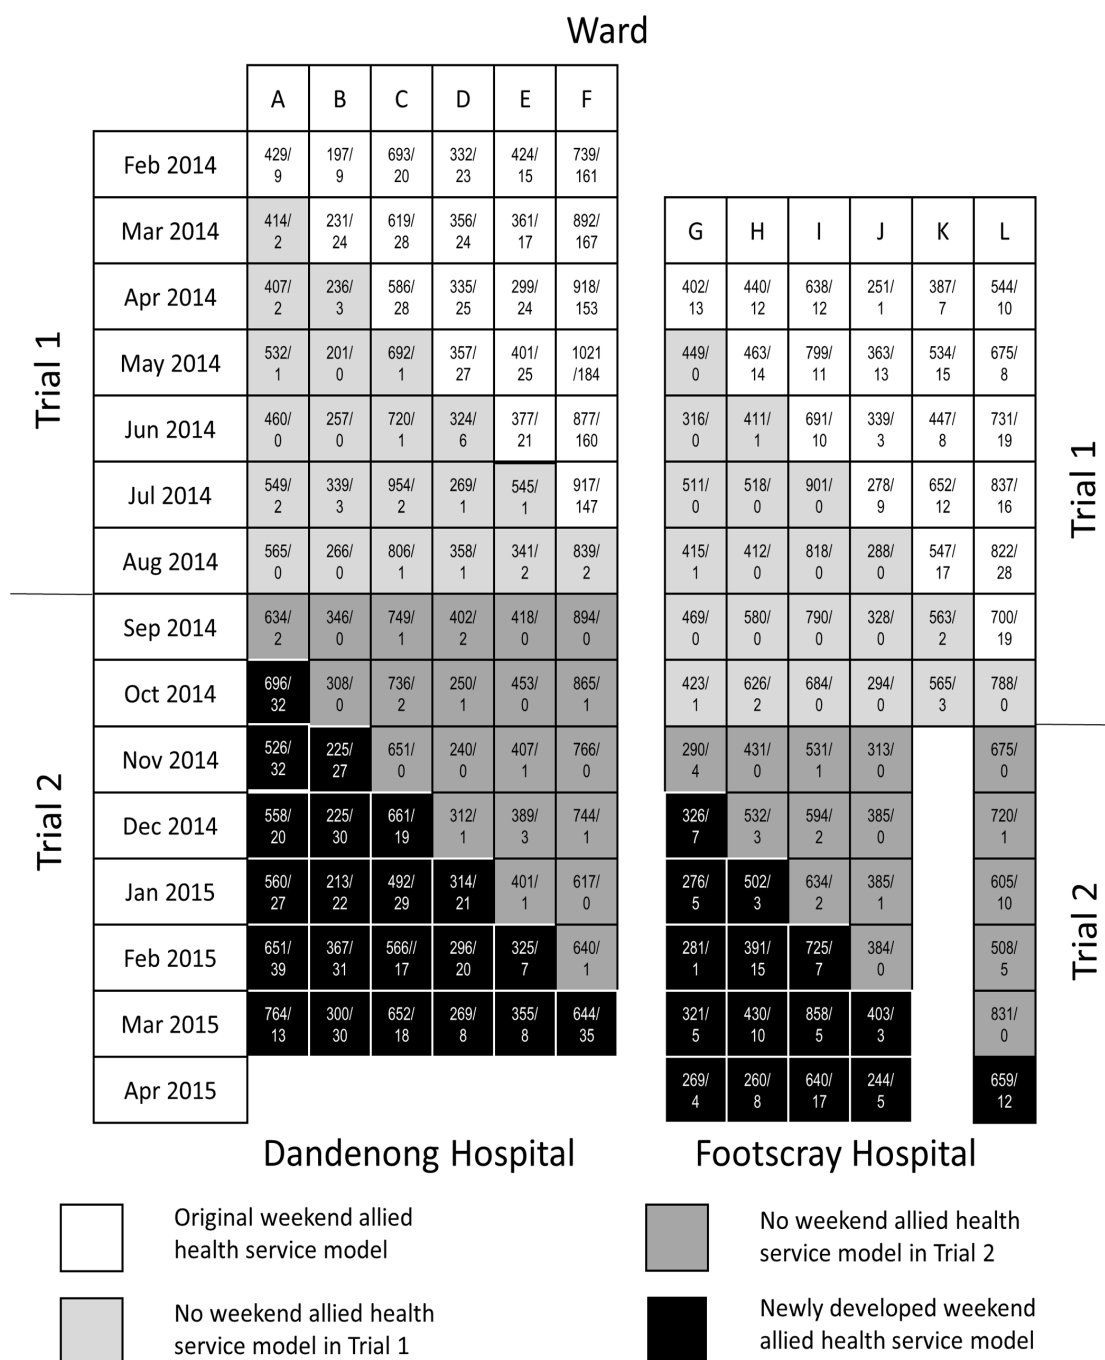 Ward
A B C D E F
Feb 2014 429/ 197/ 693/ 332/ 424/ 739/
9 9 20 23 15 161
Mar 2014 414/ 231/ 619/ 356/ 361/ 892/ G H I J K L
2 24 28 24 17 167
Apr 2014 407/ 236/ 586/ 335/ 299/ 918/ 402/ 440/ 638/ 251/ 387/ 544/
2 3 28 25 24 153 13 12 12 1 7 10
May 2014 532/ 201/ 692/ 357/ 401/ 1021 449/ 463/ 799/ 363/ 534/ 675/
1 0 1 27 25 /184 0 14 11 13 15 8
Trial 1
Jun 2014 460/ 257/ 720/ 324/ 377/ 877/ 316/ 411/ 691/ 339/ 447/ 731/
0 0 1 6 21 160 0 1 10 3 8 19
Jul 2014 549/ 339/ 954/ 269/ 545/ 917/ 511/ 518/ 901/ 278/ 652/ 837/
2 3 2 1 1 147 0 0 0 9 12 16
Trial 1
Aug 2014 565/ 266/ 806/ 358/ 341/ 839/ 415/ 412/ 818/ 288/ 547/ 822/
0 0 1 1 2 2 1 0 0 0 17 28
Sep 2014 634/ 346/ 749/ 402/ 418/ 894/ 469/ 580/ 790/ 328/ 563/ 700/
2 0 1 2 0 0 0 0 0 0 2 19
Oct 2014 696/ 308/ 736/ 250/ 453/ 865/ 423/ 626/ 684/ 294/ 565/ 788/
32 0 2 1 0 1 1 2 0 0 3 0
Nov 2014 526/ 225/ 651/ 240/ 407/ 766/ 290/ 431/ 531/ 313/ 675/
32 27 0 0 1 0 4 0 1 0 0
Trial 2
Dec 2014 558/ 225/ 661/ 312/ 389/ 744/ 326/ 532/ 594/ 385/ 720/
20 30 19 1 3 1 7 3 2 0 1
Jan 2015 560/ 213/ 492/ 314/ 401/ 617/ 276/ 502/ 634/ 385/ 605/
27 22 29 21 1 0 5 3 2 1 10
Trial 2
Feb 2015 651/ 367/ 566// 296/ 325/ 640/ 281/ 391/ 725/ 384/ 508/
39 31 17 20 7 1 1 15 7 0 5
Mar 2015 764/ 300/ 652/ 269/ 355/ 644/ 321/ 430/ 858/ 403/ 831/
13 30 18 8 8 35 5 10 5 3 0
Apr 2015 269/ 260/ 640/ 244/ 659/
4 8 17 5 12
Dandenong Hospital Footscray Hospital
Original weekend allied
health service model
No weekend allied health
service model in Trial 2
No weekend allied health
service model in Trial 1
Newly developed weekend
allied health service model